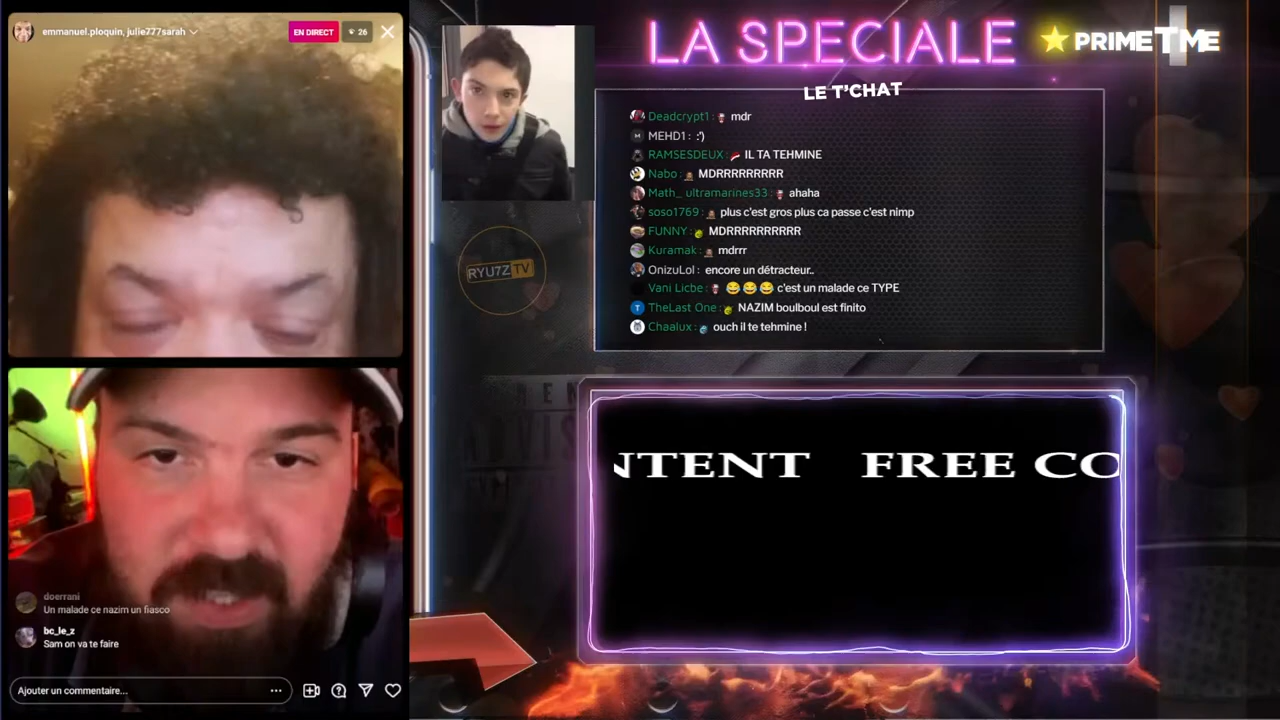 emmanuel.ploquin, julie777sarah
EN DIRECT
26
LA SPECIALE
PRIMETIME
LE T'CHAT
Deadcrypt1 : mdr
MEHD1 : :')
RAMSESDEUX : IL TA TEHMINE
Nabo : MDRRRRRRRRR
Math_ ultramarines33 : ahaha
soso1769 : plus c'est gros plus ca passe c'est nimp
FUNNY : MDRRRRRRRRRR
Kuramak : mdrrr
OnizuLol : encore un détracteur..
Vani Licbe : 😂 😂 😂 c'est un malade ce TYPE
TheLast One : NAZIM boulboul est finito
Chaalux : ouch il te tehmine !
RYU7Z TV
NTENT FREE CO
doerrani
Un malade ce nazim un fiasco
bc_le_z
Sam on va te faire
Ajouter un commentaire...